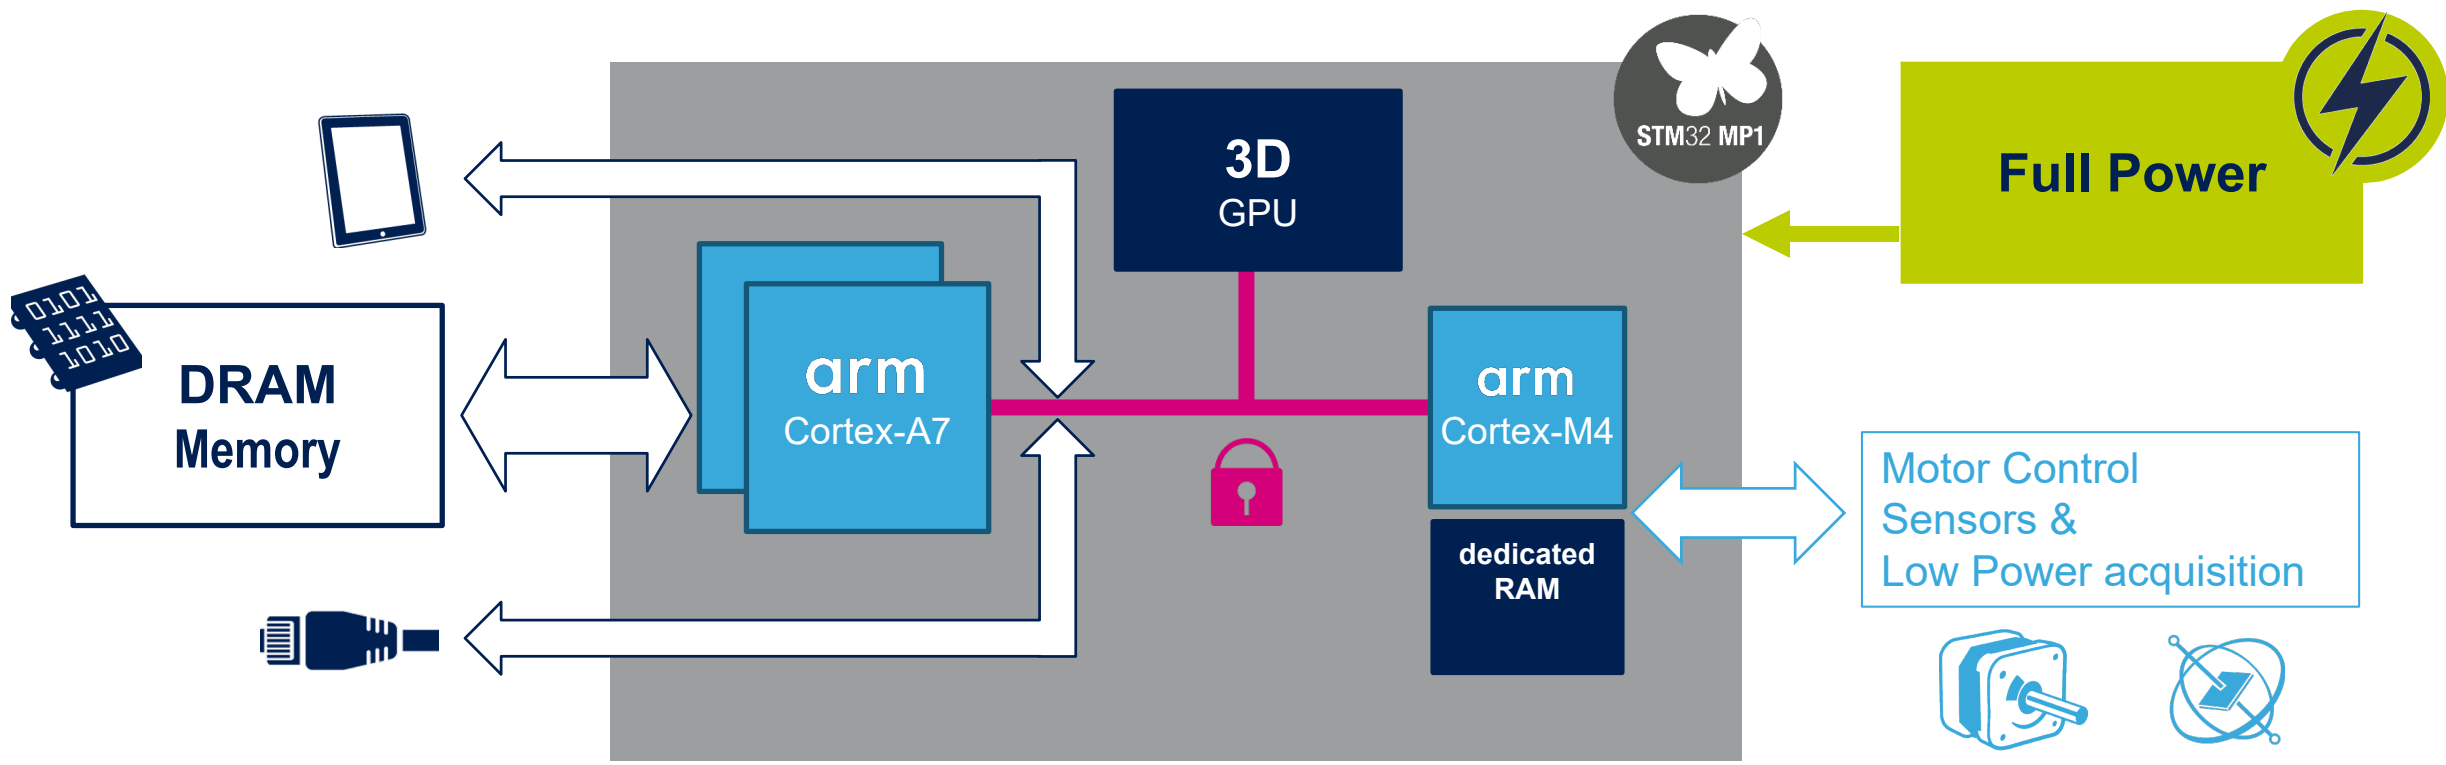 STM32 MP1
Full Power
3D
GPU
0101
1111
1010
DRAM
Memory
arm
Cortex-A7
arm
Cortex-M4
dedicated
RAM
Motor Control
Sensors &
Low Power acquisition